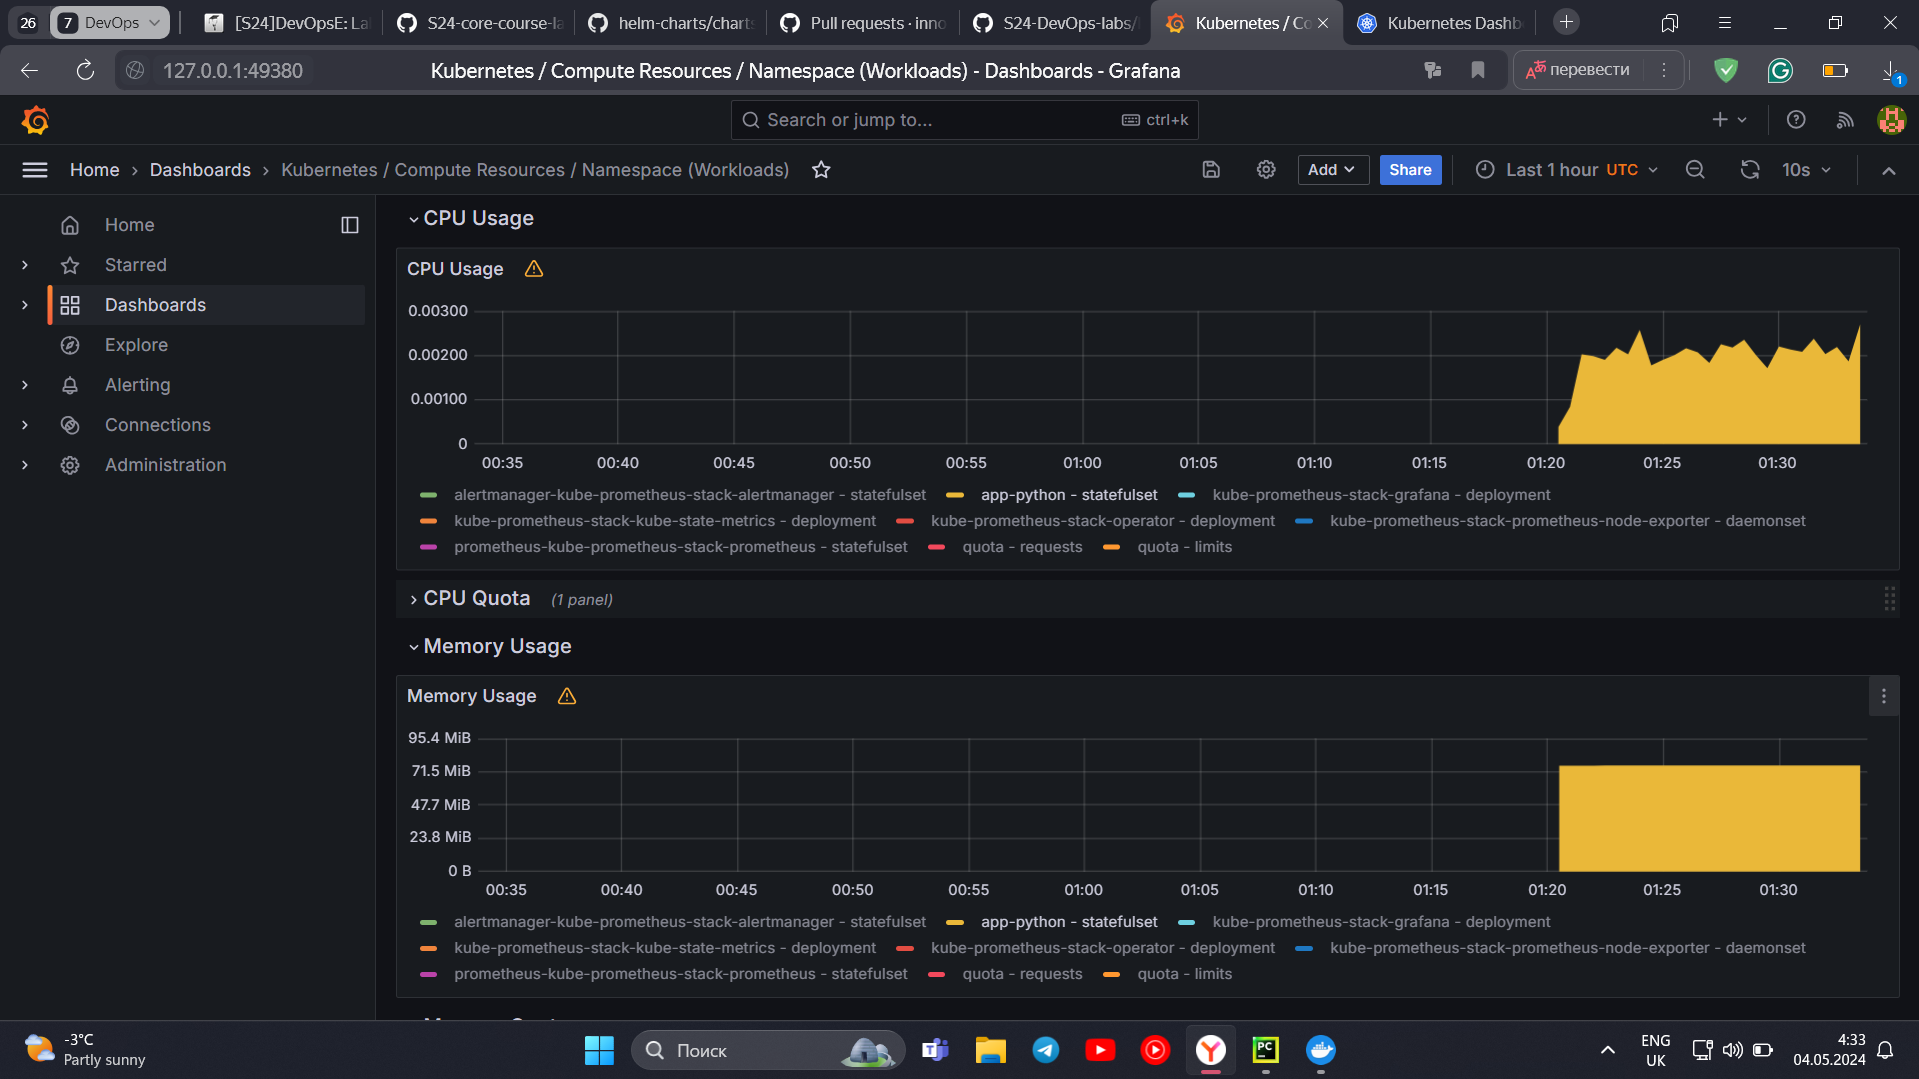 26
7 DevOps
[S24]DevOpsE: La
S24-core-course-la
helm-charts/charts
Pull requests · inno
S24-DevOps-labs/
Kubernetes / Co
Kubernetes Dashb
127.0.0.1:49380
Kubernetes / Compute Resources / Namespace (Workloads) - Dashboards - Grafana
перевести
1
Search or jump to...
ctrl+k
Home › Dashboards › Kubernetes / Compute Resources / Namespace (Workloads)
Add
Share
Last 1 hour UTC
10s
Home
Starred
Dashboards
Explore
Alerting
Connections
Administration
CPU Usage
CPU Usage
0.00300
0.00200
0.00100
0
00:35 00:40 00:45 00:50 00:55 01:00 01:05 01:10 01:15 01:20 01:25 01:30
alertmanager-kube-prometheus-stack-alertmanager - statefulset app-python - statefulset kube-prometheus-stack-grafana - deployment
kube-prometheus-stack-kube-state-metrics - deployment kube-prometheus-stack-operator - deployment kube-prometheus-stack-prometheus-node-exporter - daemonset
prometheus-kube-prometheus-stack-prometheus - statefulset quota - requests quota - limits
CPU Quota (1 panel)
Memory Usage
Memory Usage
95.4 MiB
71.5 MiB
47.7 MiB
23.8 MiB
0 B
00:35 00:40 00:45 00:50 00:55 01:00 01:05 01:10 01:15 01:20 01:25 01:30
alertmanager-kube-prometheus-stack-alertmanager - statefulset app-python - statefulset kube-prometheus-stack-grafana - deployment
kube-prometheus-stack-kube-state-metrics - deployment kube-prometheus-stack-operator - deployment kube-prometheus-stack-prometheus-node-exporter - daemonset
prometheus-kube-prometheus-stack-prometheus - statefulset quota - requests quota - limits
-3°C
Partly sunny
Поиск
PC
ENG
UK
4:33
04.05.2024